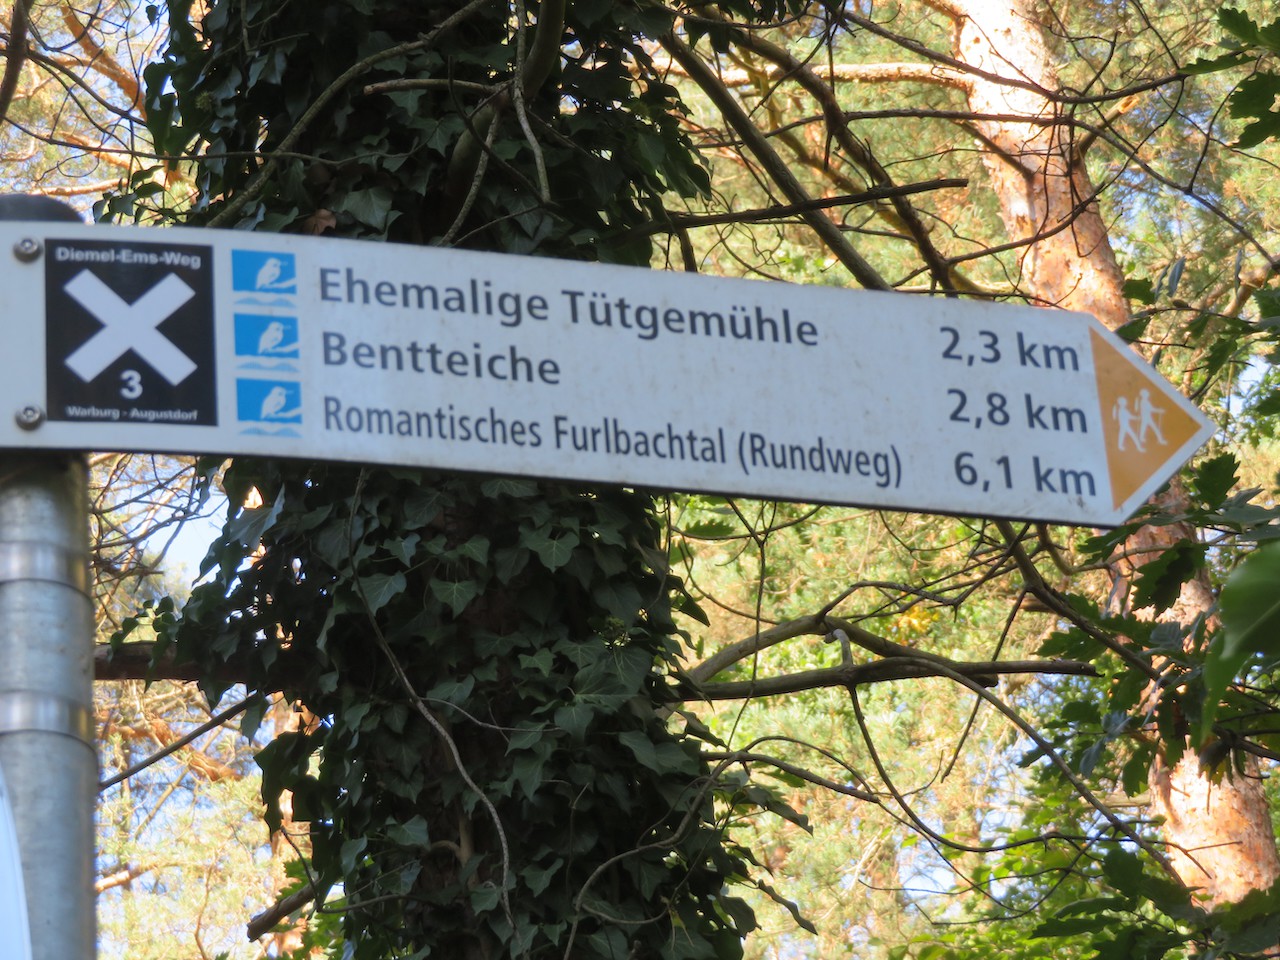 Diemel-Ems-Weg
3
Warburg - Augustdorf
Ehemalige Tütgemühle 2,3 km
Bentteiche 2,8 km
Romantisches Furlbachtal (Rundweg) 6,1 km